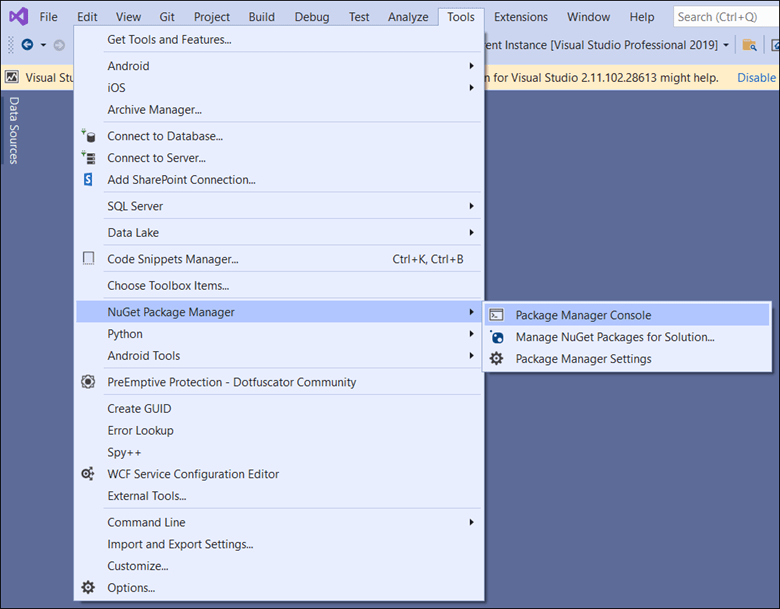 File Edit View Git Project Build Debug Test Analyze Tools Extensions Window Help Search (Ctrl+Q)
Get Tools and Features...
ent Instance [Visual Studio Professional 2019]
Android
Visual Stu
n for Visual Studio 2.11.102.28613 might help. Disable
iOS
Data Sources
Archive Manager...
Connect to Database...
Connect to Server...
Add SharePoint Connection...
SQL Server
Data Lake
Code Snippets Manager... Ctrl+K, Ctrl+B
Choose Toolbox Items...
NuGet Package Manager
Package Manager Console
Python
Manage NuGet Packages for Solution...
Android Tools
Package Manager Settings
PreEmptive Protection - Dotfuscator Community
Create GUID
Error Lookup
Spy++
WCF Service Configuration Editor
External Tools...
Command Line
Import and Export Settings...
Customize...
Options...